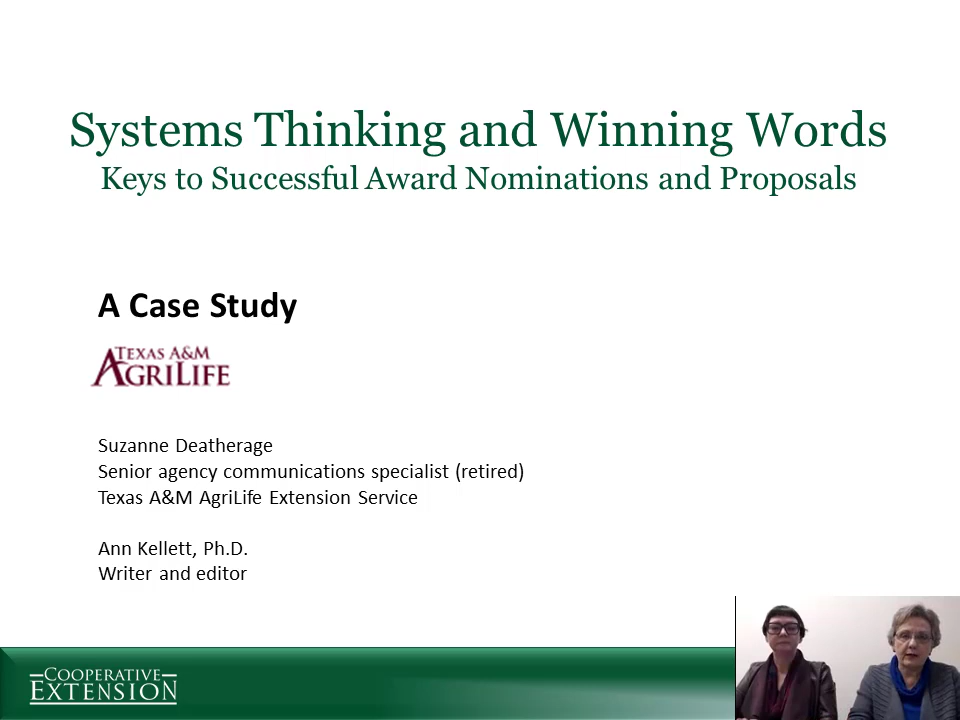 Systems Thinking and Winning Words
Keys to Successful Award Nominations and Proposals
A Case Study
TEXAS A&M
AGRILIFE
Suzanne Deatherage
Senior agency communications specialist (retired)
Texas A&M AgriLife Extension Service
Ann Kellett, Ph.D.
Writer and editor
COOPERATIVE
EXTENSION